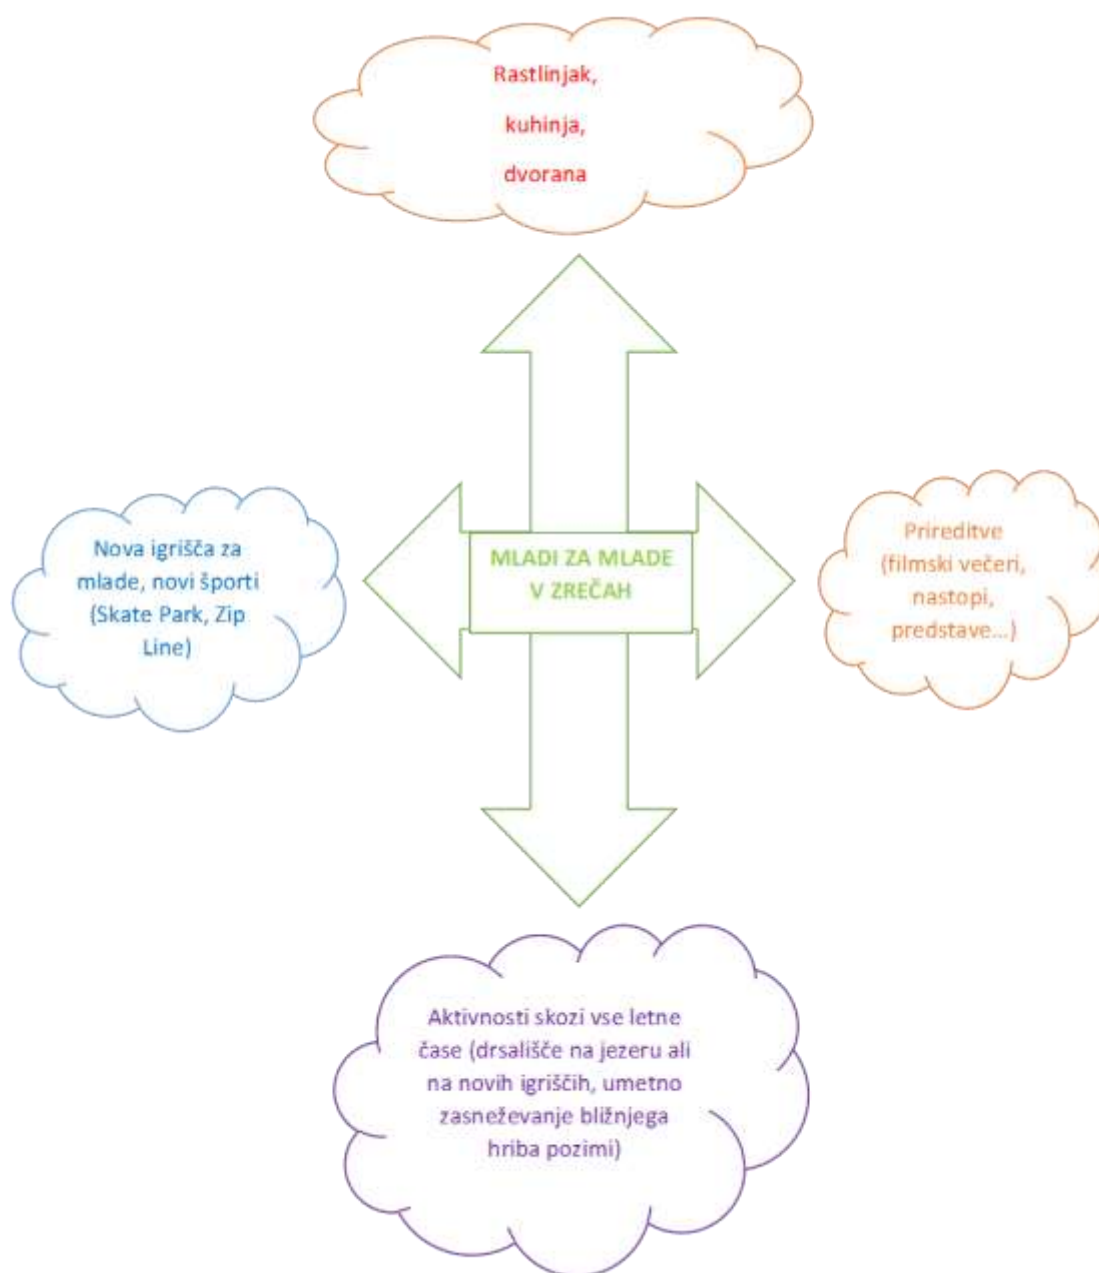 Rastlinjak,
kuhinja,
dvorana
Nova igrišča za
mlade, novi športi
(Skate Park, Zip
Line)
MLADI ZA MLADE
V ZREČAH
Prireditve
(filmski večeri,
nastopi,
predstave…)
Aktivnosti skozi vse letne
čase (drsališče na jezeru ali
na novih igriščih, umetno
zasneževanje bližnjega
hriba pozimi)